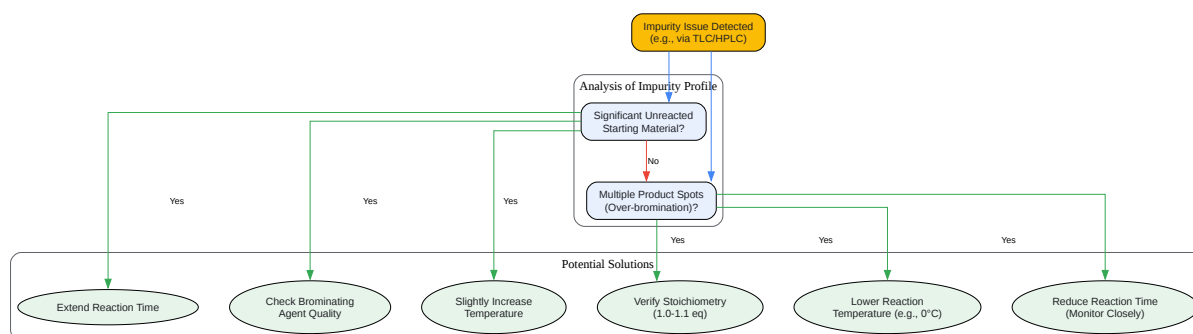 Impurity Issue Detected
(e.g., via TLC/HPLC)
Analysis of Impurity Profile
Significant Unreacted
Starting Material?
No
Multiple Product Spots
(Over-bromination)?
Yes
Yes
Yes
Yes
Yes
Yes
Potential Solutions
Extend Reaction Time
Check Brominating
Agent Quality
Slightly Increase
Temperature
Verify Stoichiometry
(1.0-1.1 eq)
Lower Reaction
Temperature (e.g., 0°C)
Reduce Reaction Time
(Monitor Closely)